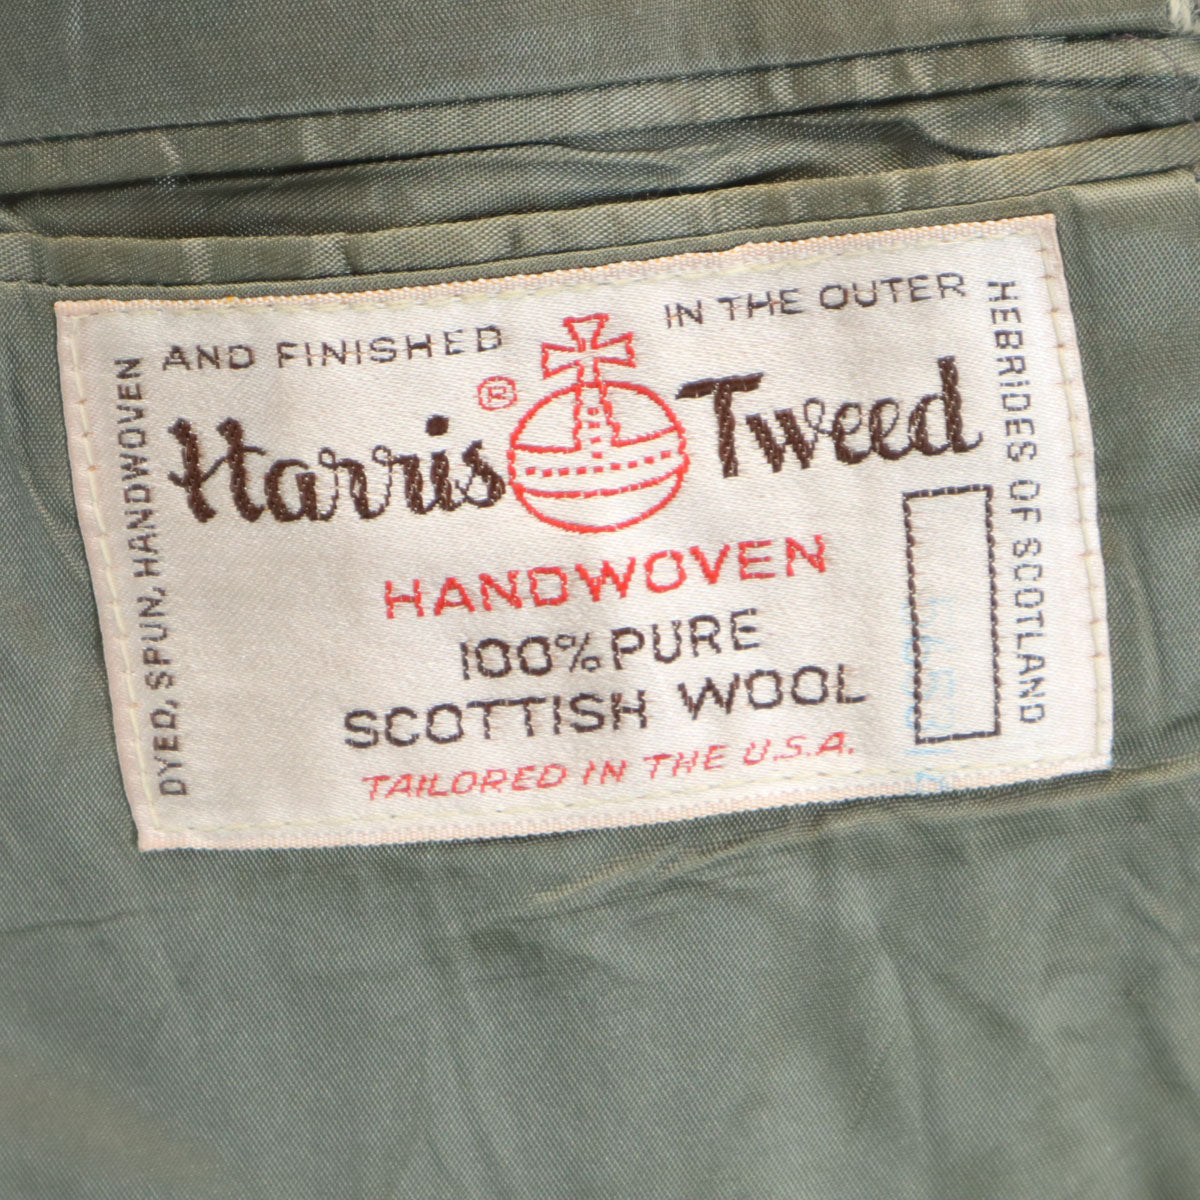 DYED, SPUN, HANDWOVEN
AND FINISHED
IN THE OUTER
HEBRIDES OF SCOTLAND
Harris ® Tweed
HANDWOVEN
100% PURE
SCOTTISH WOOL
TAILORED IN THE U.S.A.